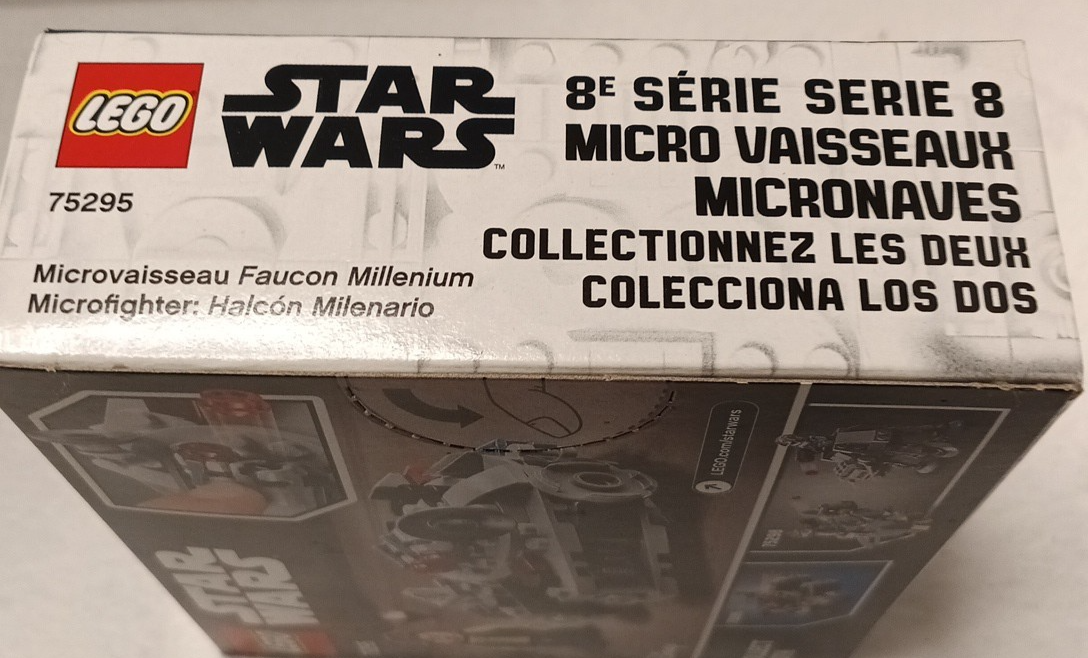 LEGO
STAR
WARS™
75295
Microvaisseau Faucon Millenium
Microfighter: Halcón Milenario
8E SÉRIE SERIE 8
MICRO VAISSEAUX
MICRONAVES
COLLECTIONNEZ LES DEUX
COLECCIONA LOS DOS
LEGO.com/starwars
STAR
WARS